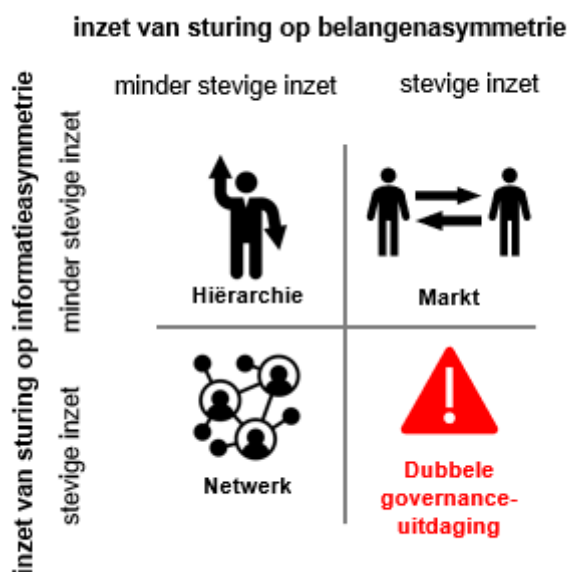 inzet van sturing op belangenasymmetrie
minder stevige inzet
stevige inzet
inzet van sturing op informatieasymmetrie
minder stevige inzet
stevige inzet
Hiërarchie
Markt
Netwerk
Dubbele
governance-
uitdaging